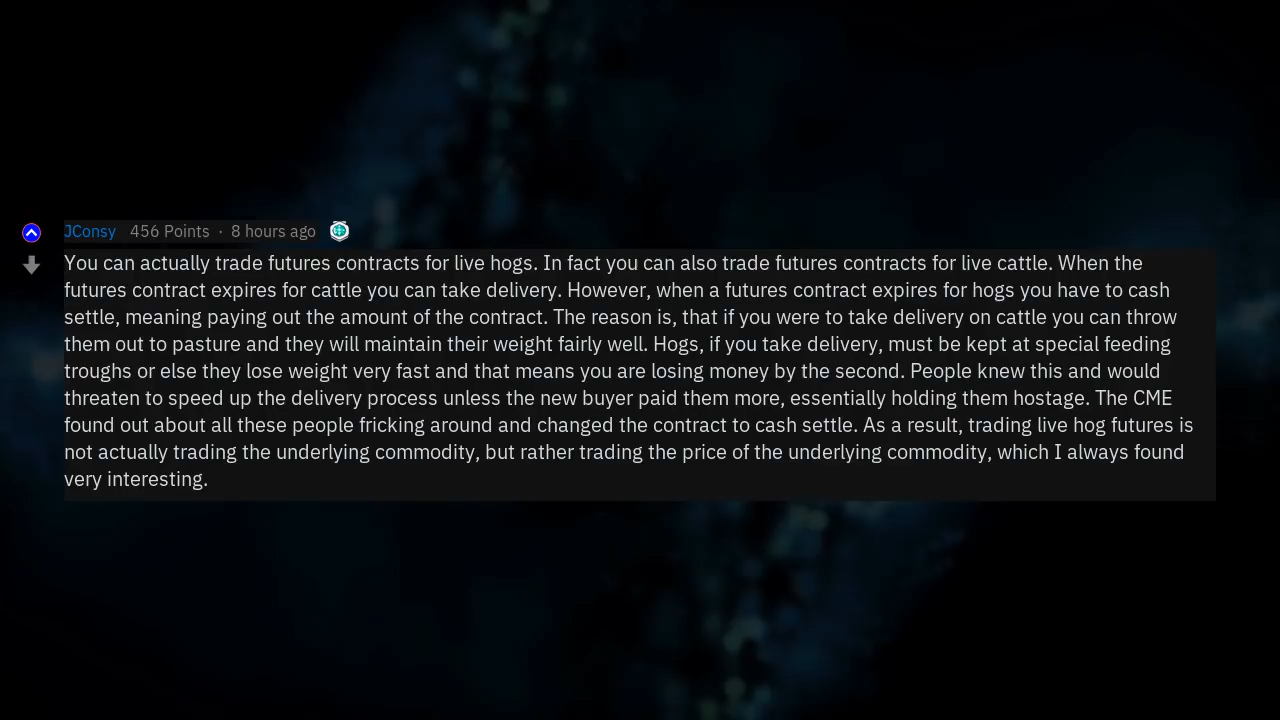 JConsy 456 Points · 8 hours ago
You can actually trade futures contracts for live hogs. In fact you can also trade futures contracts for live cattle. When the
futures contract expires for cattle you can take delivery. However, when a futures contract expires for hogs you have to cash
settle, meaning paying out the amount of the contract. The reason is, that if you were to take delivery on cattle you can throw
them out to pasture and they will maintain their weight fairly well. Hogs, if you take delivery, must be kept at special feeding
troughs or else they lose weight very fast and that means you are losing money by the second. People knew this and would
threaten to speed up the delivery process unless the new buyer paid them more, essentially holding them hostage. The CME
found out about all these people fricking around and changed the contract to cash settle. As a result, trading live hog futures is
not actually trading the underlying commodity, but rather trading the price of the underlying commodity, which I always found
very interesting.